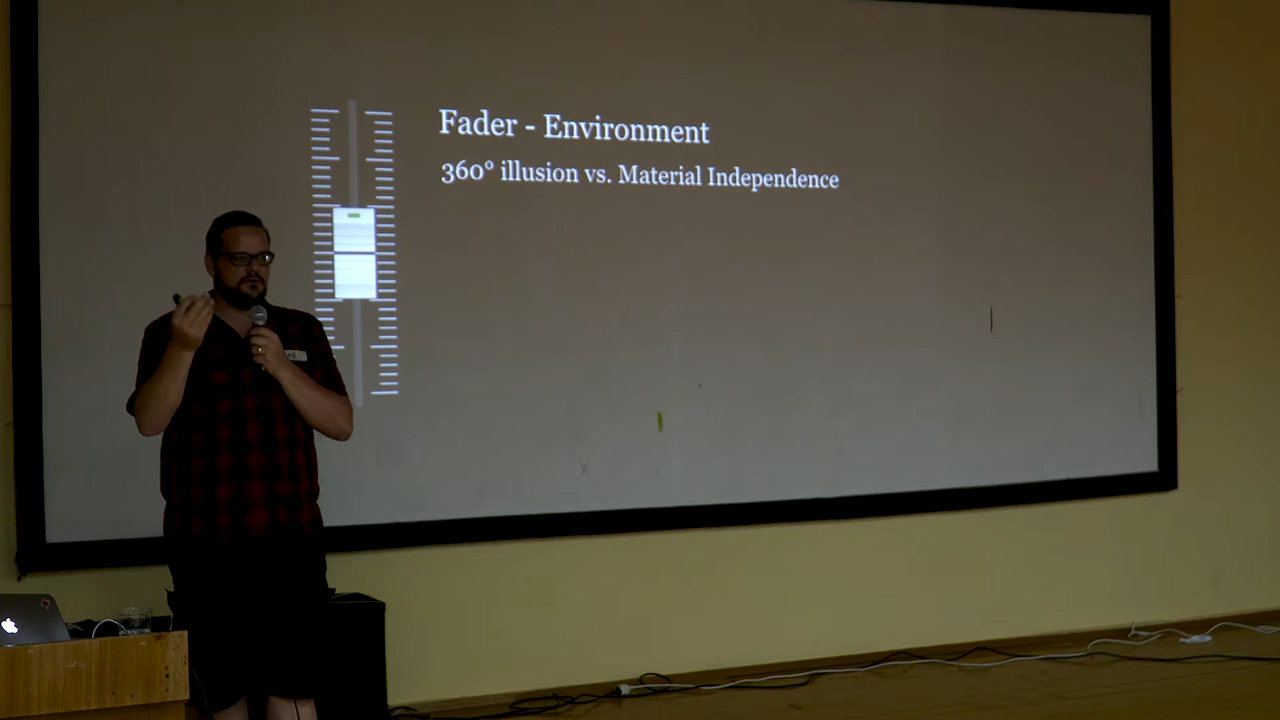 Fader - Environment
360° illusion vs. Material Independence